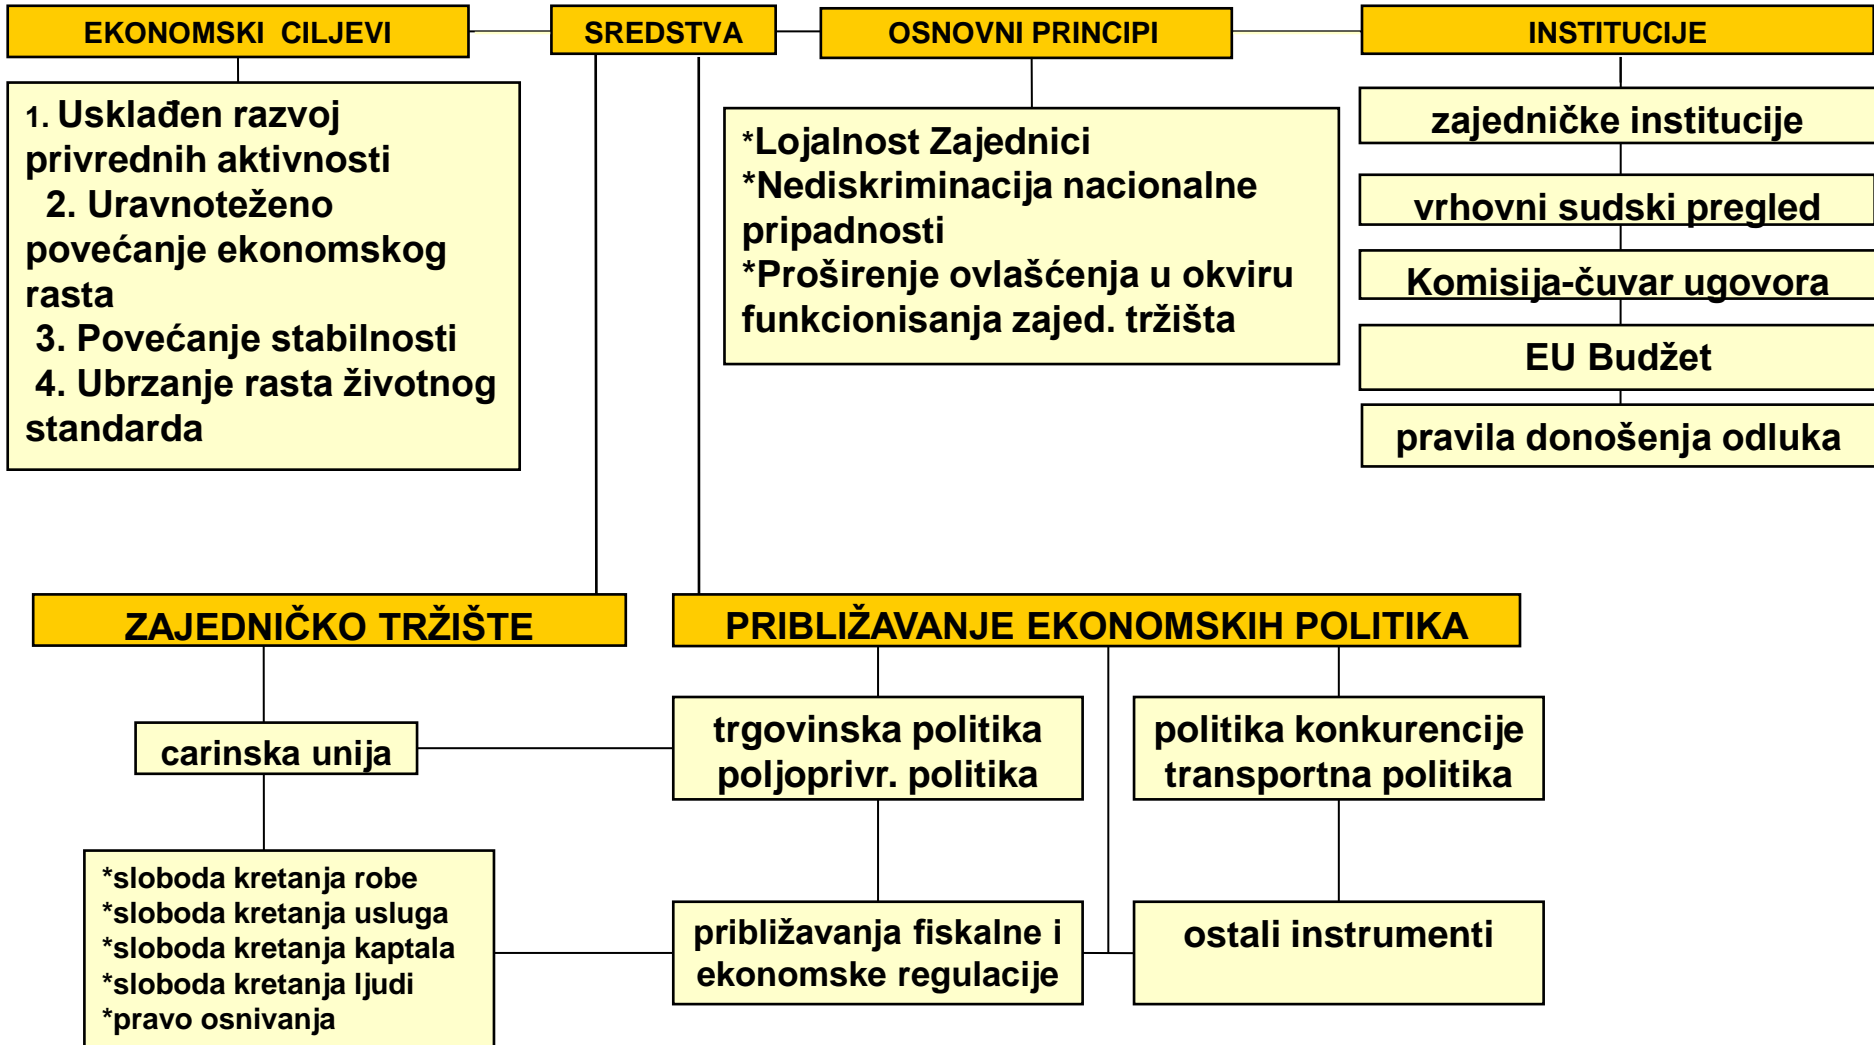 EKONOMSKI CILJEVI
SREDSTVA
OSNOVNI PRINCIPI
INSTITUCIJE
1. Usklađen razvoj
privrednih aktivnosti
2. Uravnoteženo
povećanje ekonomskog
rasta
3. Povećanje stabilnosti
4. Ubrzanje rasta životnog
standarda
*Lojalnost Zajednici
*Nediskriminacija nacionalne
pripadnosti
*Proširenje ovlašćenja u okviru
funkcionisanja zajed. tržišta
zajedničke institucije
vrhovni sudski pregled
Komisija-čuvar ugovora
EU Budžet
pravila donošenja odluka
ZAJEDNIČKO TRŽIŠTE
PRIBLIŽAVANJE EKONOMSKIH POLITIKA
carinska unija
trgovinska politika
poljoprivr. politika
politika konkurencije
transportna politika
*sloboda kretanja robe
*sloboda kretanja usluga
*sloboda kretanja kaptala
*sloboda kretanja ljudi
*pravo osnivanja
približavanja fiskalne i
ekonomske regulacije
ostali instrumenti